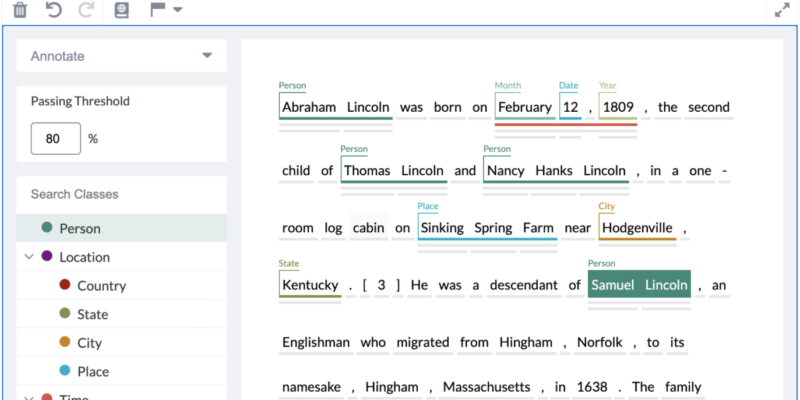 Annotate
Passing Threshold
80 %
Search Classes
Person
Location
Country
State
City
Place
Time
Person Month Date Year
Abraham Lincoln was born on February 12 , 1809 , the second
Person Person
child of Thomas Lincoln and Nancy Hanks Lincoln , in a one -
Place City
room log cabin on Sinking Spring Farm near Hodgenville ,
State Person
Kentucky . [ 3 ] He was a descendant of Samuel Lincoln , an
Englishman who migrated from Hingham , Norfolk , to its
namesake , Hingham , Massachusetts , in 1638 . The family